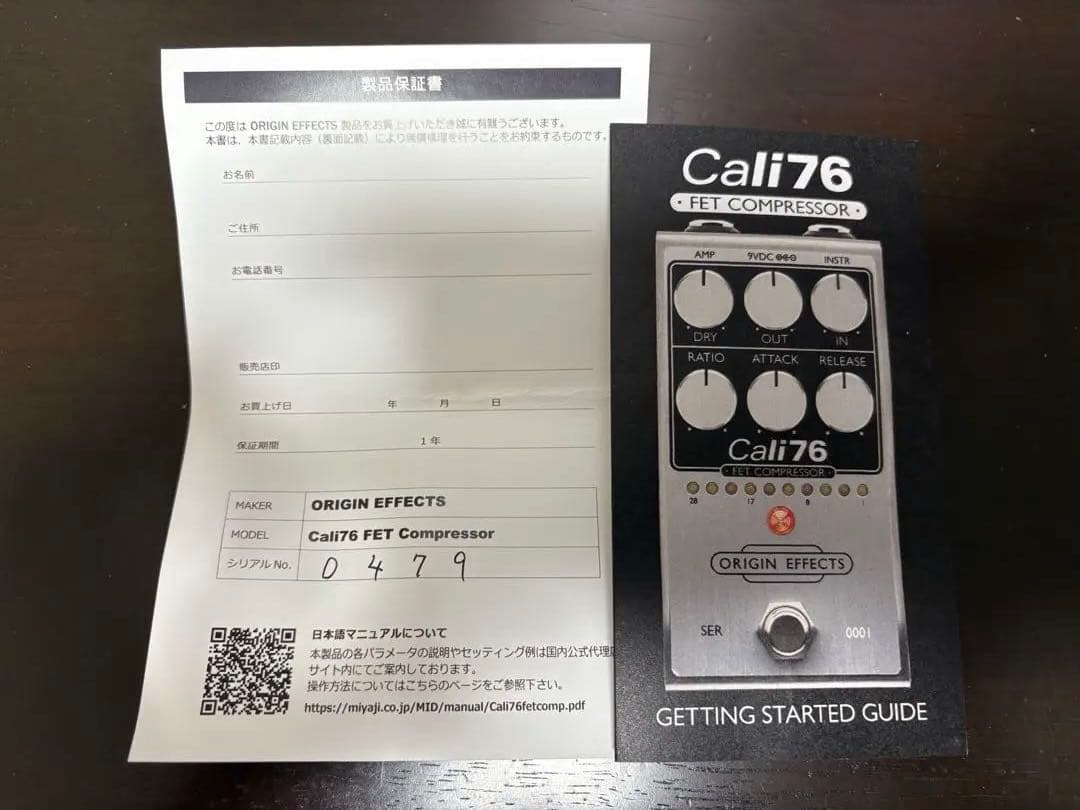 製品保証書
この度は ORIGIN EFFECTS 製品をお買上げいただき誠に有難うございます。
本書は、本書記載内容（裏面記載）により無償修理を行うことをお約束するものです。
お名前
ご住所
お電話番号
販売店印
お買上げ日 年 月 日
保証期間 1 年
MAKER ORIGIN EFFECTS
MODEL Cali76 FET Compressor
シリアル No. 0479
日本語マニュアルについて
本製品の各パラメータの説明やセッティング例は国内公式代理店
サイト内にてご案内しております。
操作方法についてはこちらのページをご参照下さい。
https://miyaji.co.jp/MID/manual/Cali76fetcomp.pdf
Cali76
• FET COMPRESSOR •
AMP 9VDC INSTR
DRY OUT IN
RATIO ATTACK RELEASE
Cali76
• FET COMPRESSOR •
28 17 8 1
ORIGIN EFFECTS
SER 0001
GETTING STARTED GUIDE